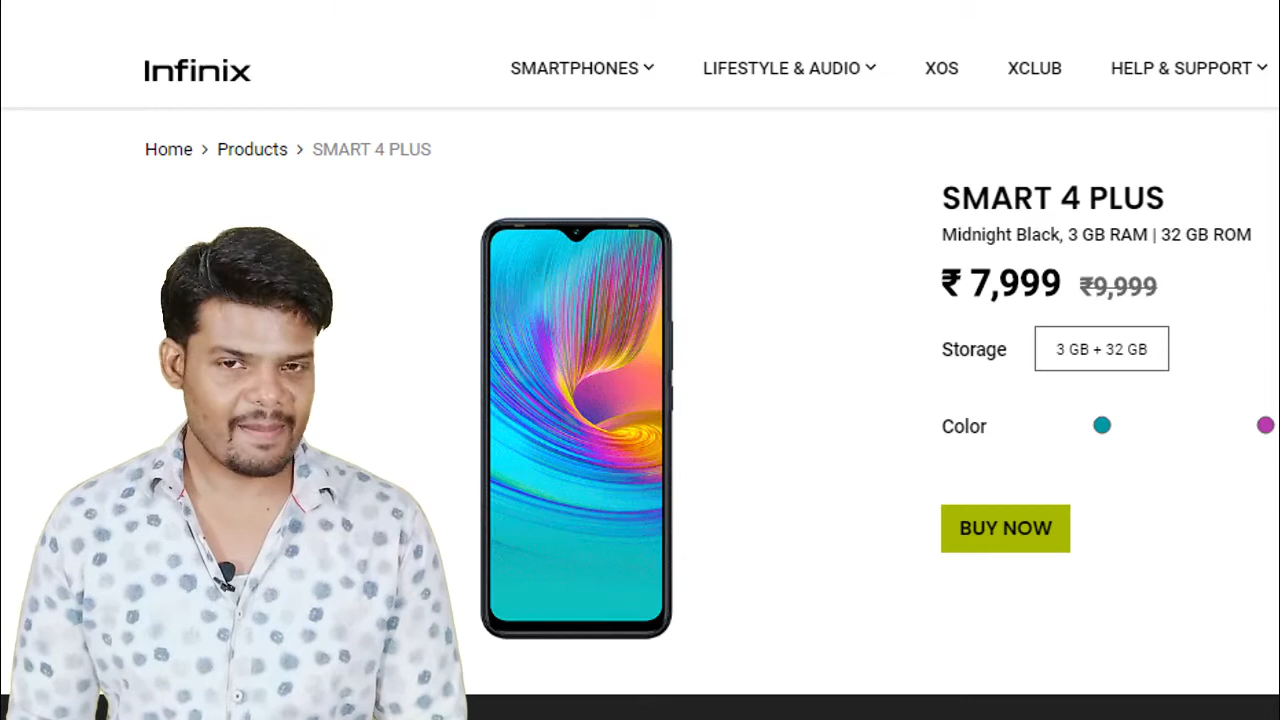 Infinix
SMARTPHONES
LIFESTYLE & AUDIO
XOS
XCLUB
HELP & SUPPORT
Home > Products > SMART 4 PLUS
SMART 4 PLUS
Midnight Black, 3 GB RAM | 32 GB ROM
₹ 7,999 ₹9,999
Storage 3 GB + 32 GB
Color
BUY NOW